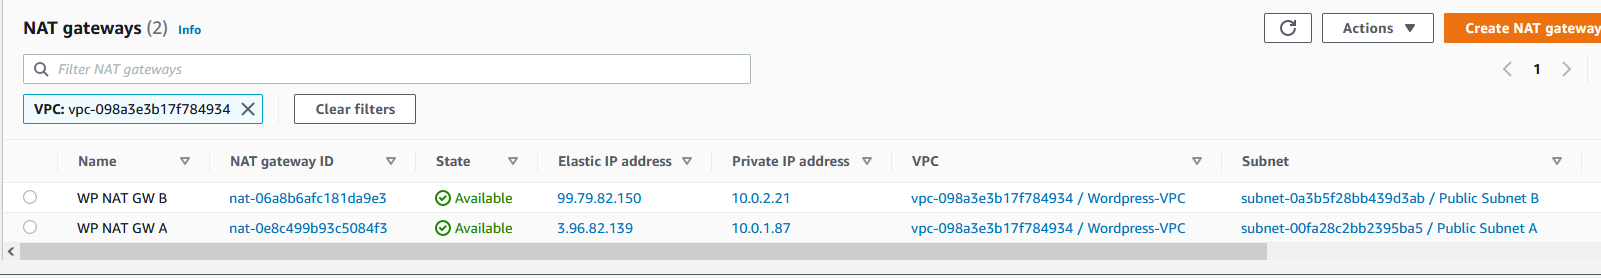 NAT gateways (2) Info
Actions
Create NAT gateway
Filter NAT gateways
1
VPC: vpc-098a3e3b17f784934
Clear filters
Name NAT gateway ID State Elastic IP address Private IP address VPC Subnet
WP NAT GW B nat-06a8b6afc181da9e3 Available 99.79.82.150 10.0.2.21 vpc-098a3e3b17f784934 / Wordpress-VPC subnet-0a3b5f28bb439d3ab / Public Subnet B
WP NAT GW A nat-0e8c499b93c5084f3 Available 3.96.82.139 10.0.1.87 vpc-098a3e3b17f784934 / Wordpress-VPC subnet-00fa28c2bb2395ba5 / Public Subnet A